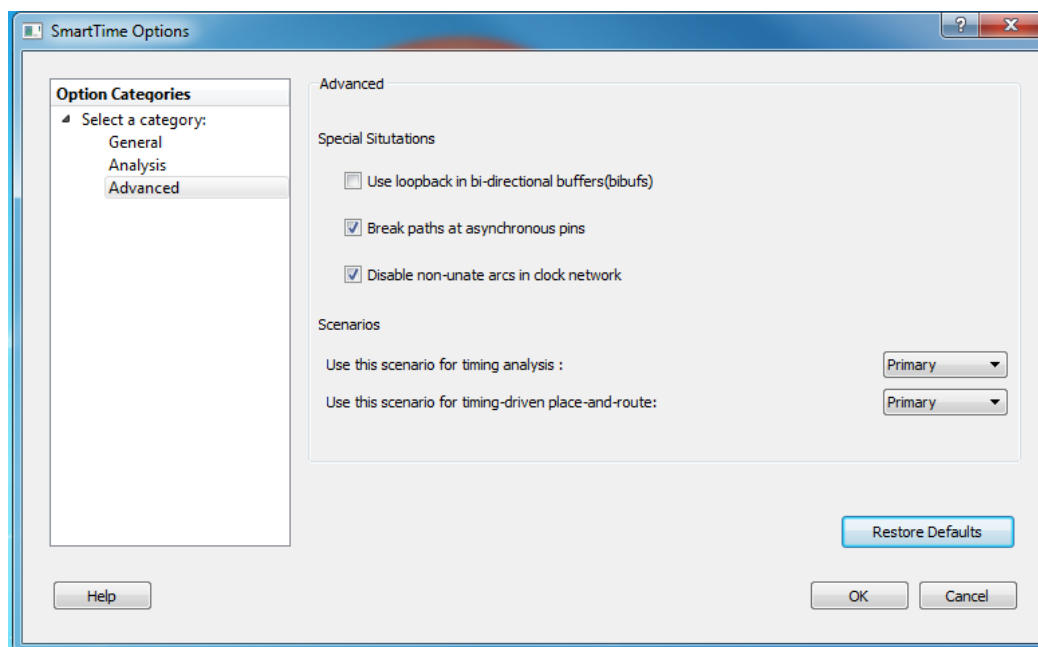 SmartTime Options
Option Categories
Select a category:
General
Analysis
Advanced
Advanced
Special Situtations
Use loopback in bi-directional buffers(bibufs)
Break paths at asynchronous pins
Disable non-unate arcs in clock network
Scenarios
Use this scenario for timing analysis : Primary
Use this scenario for timing-driven place-and-route: Primary
Restore Defaults
Help OK Cancel